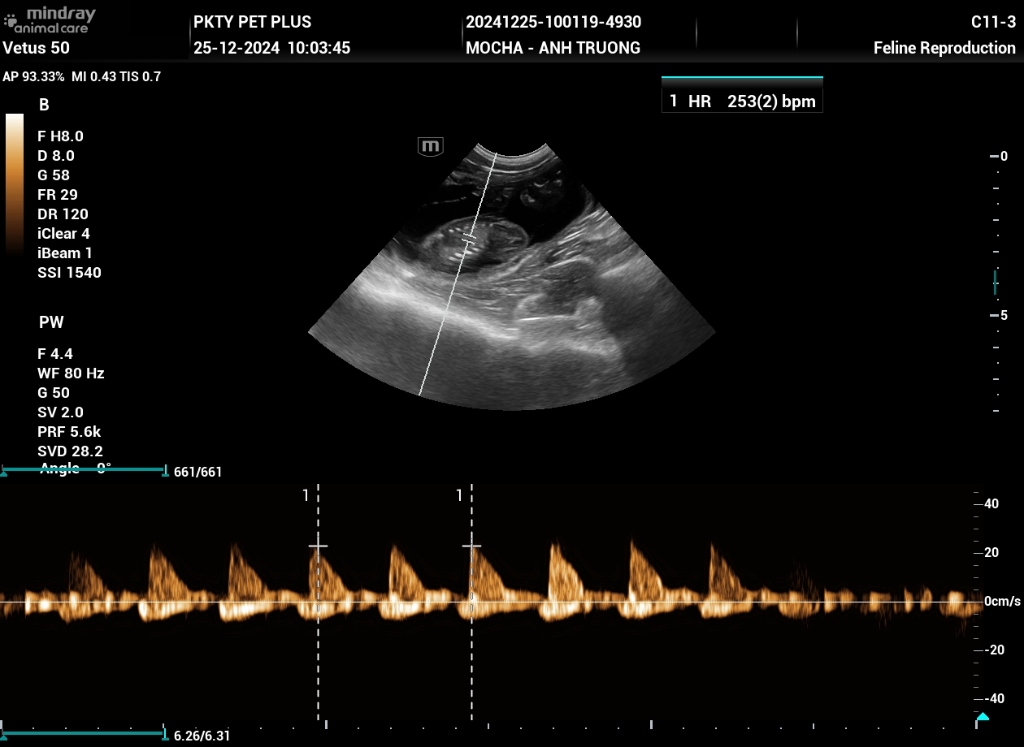 mindray
animalcare
PKTY PET PLUS
20241225-100119-4930
C11-3
Vetus 50
25-12-2024 10:03:45
MOCHA - ANH TRUONG
Feline Reproduction
AP 93.33% MI 0.43 TIS 0.7
1 HR 253(2) bpm
B
F H8.0
D 8.0
G 58
FR 29
DR 120
iClear 4
iBeam 1
SSI 1540
m
0
5
PW
F 4.4
WF 80 Hz
G 50
SV 2.0
PRF 5.6k
SVD 28.2
Angle 0°
661/661
1
1
40
20
0cm/s
-20
-40
6.26/6.31